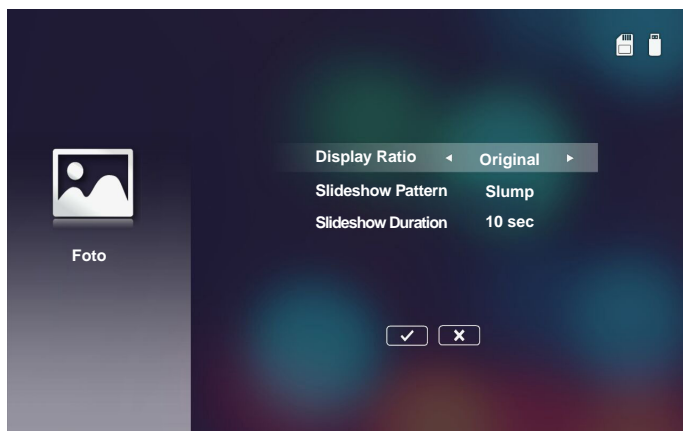 Foto
Display Ratio Original
Slideshow Pattern Slump
Slideshow Duration 10 sec